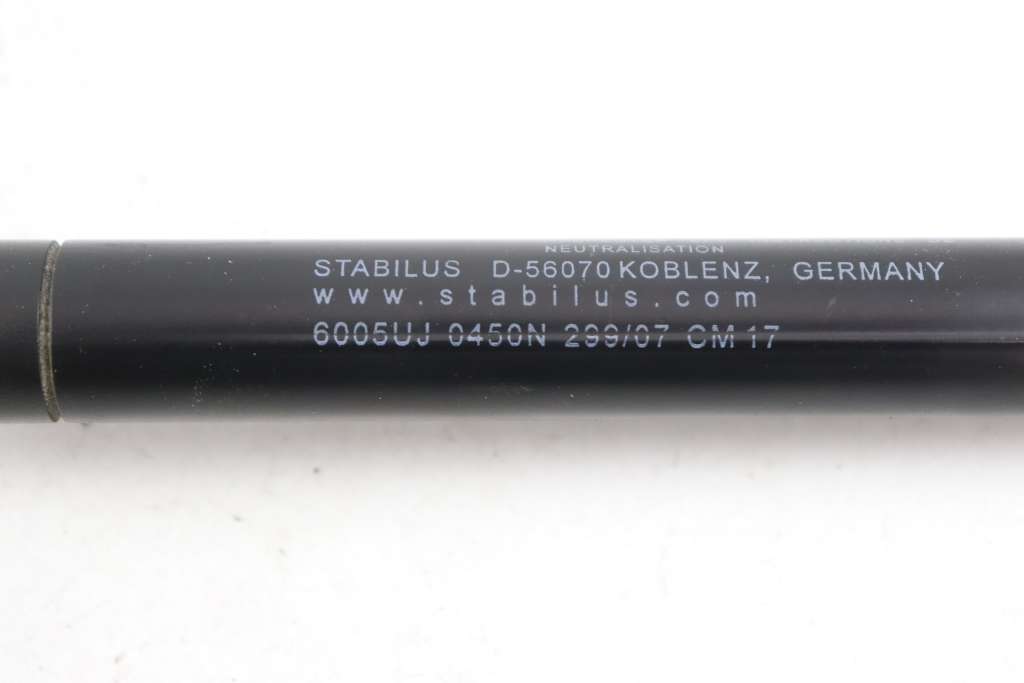 NEUTRALISATION
STABILUS D-56070 KOBLENZ, GERMANY
www.stabilus.com
6005UJ 0450N 299/07 CM 17